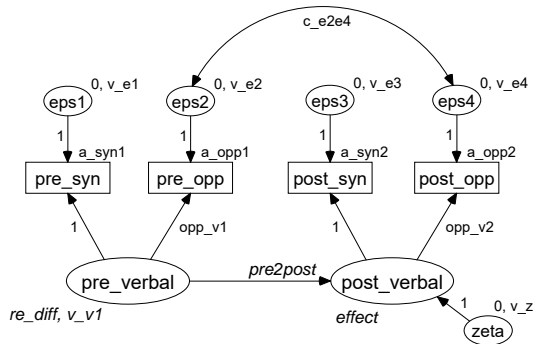 c_e2e4
0, v_e1
0, v_e2
0, v_e3
0, v_e4
eps1
eps2
eps3
eps4
1
1
1
1
a_syn1
a_opp1
a_syn2
a_opp2
pre_syn
pre_opp
post_syn
post_opp
1
opp_v1
1
opp_v2
pre_verbal
pre2post
post_verbal
re_diff, v_v1
effect
1
0, v_z
zeta